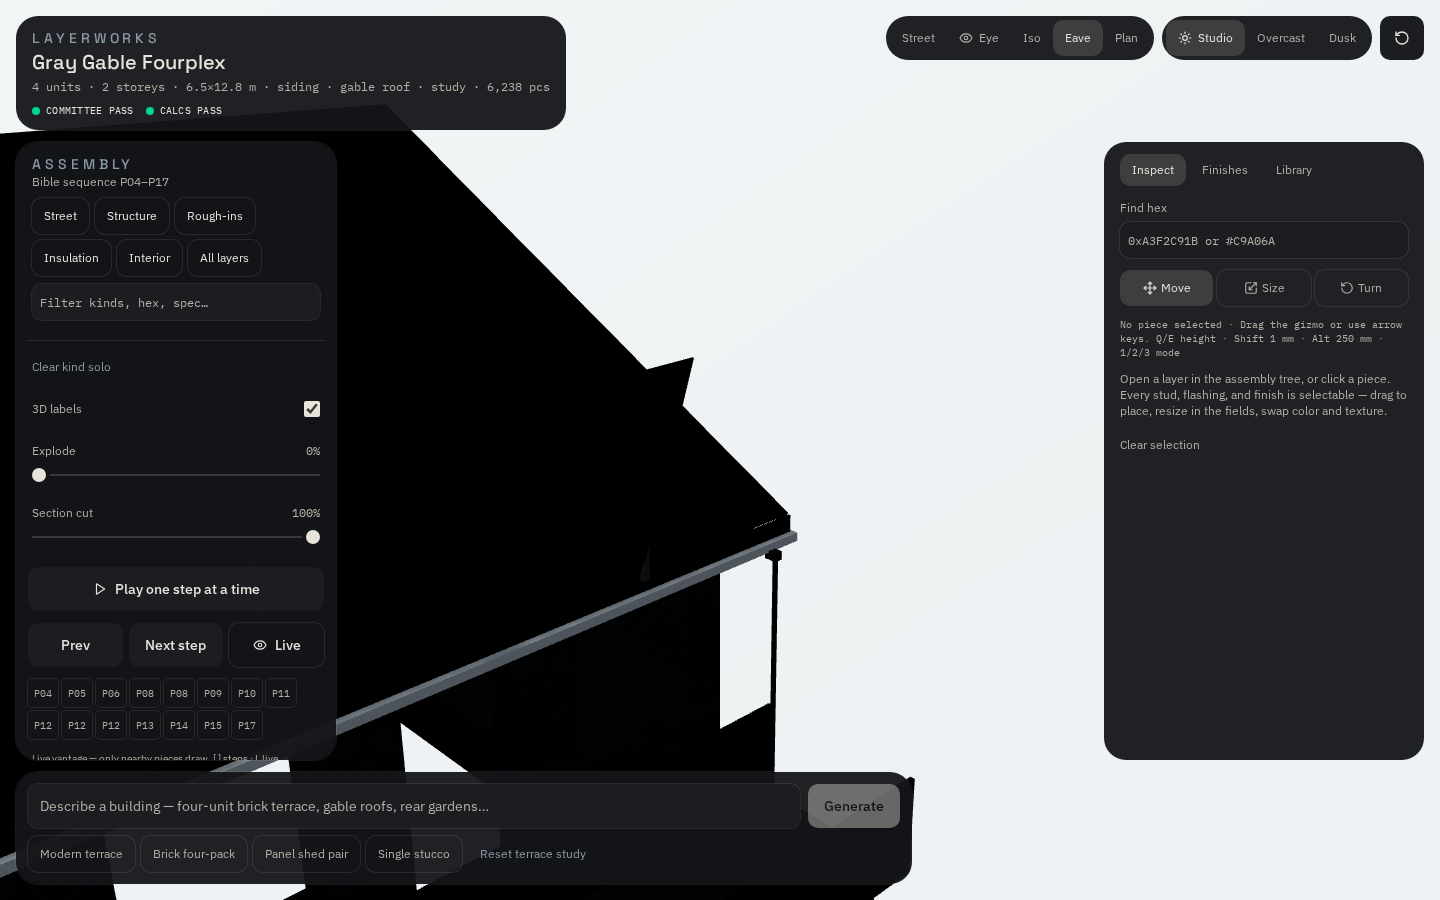 LAYERWORKS
Gray Gable Fourplex
4 units · 2 storeys · 6.5×12.8 m · siding · gable roof · study · 6,238 pcs
COMMITTEE PASS CALCS PASS
Street Eye Iso Eave Plan
Studio Overcast Dusk
ASSEMBLY
Bible sequence P04–P17
Street Structure Rough-ins
Insulation Interior All layers
Filter kinds, hex, spec…
Clear kind solo
3D labels
Explode 0%
Section cut 100%
Play one step at a time
Prev Next step Live
P04 P05 P06 P08 P08 P09 P10 P11
P12 P12 P12 P13 P14 P15 P17
Live vantage — only nearby pieces draw. [ ] steps · L live
Inspect Finishes Library
Find hex
0xA3F2C91B or #C9A06A
Move Size Turn
No piece selected · Drag the gizmo or use arrow
keys. Q/E height · Shift 1 mm · Alt 250 mm ·
1/2/3 mode
Open a layer in the assembly tree, or click a piece.
Every stud, flashing, and finish is selectable — drag to
place, resize in the fields, swap color and texture.
Clear selection
Describe a building — four-unit brick terrace, gable roofs, rear gardens…
Generate
Modern terrace Brick four-pack Panel shed pair Single stucco Reset terrace study